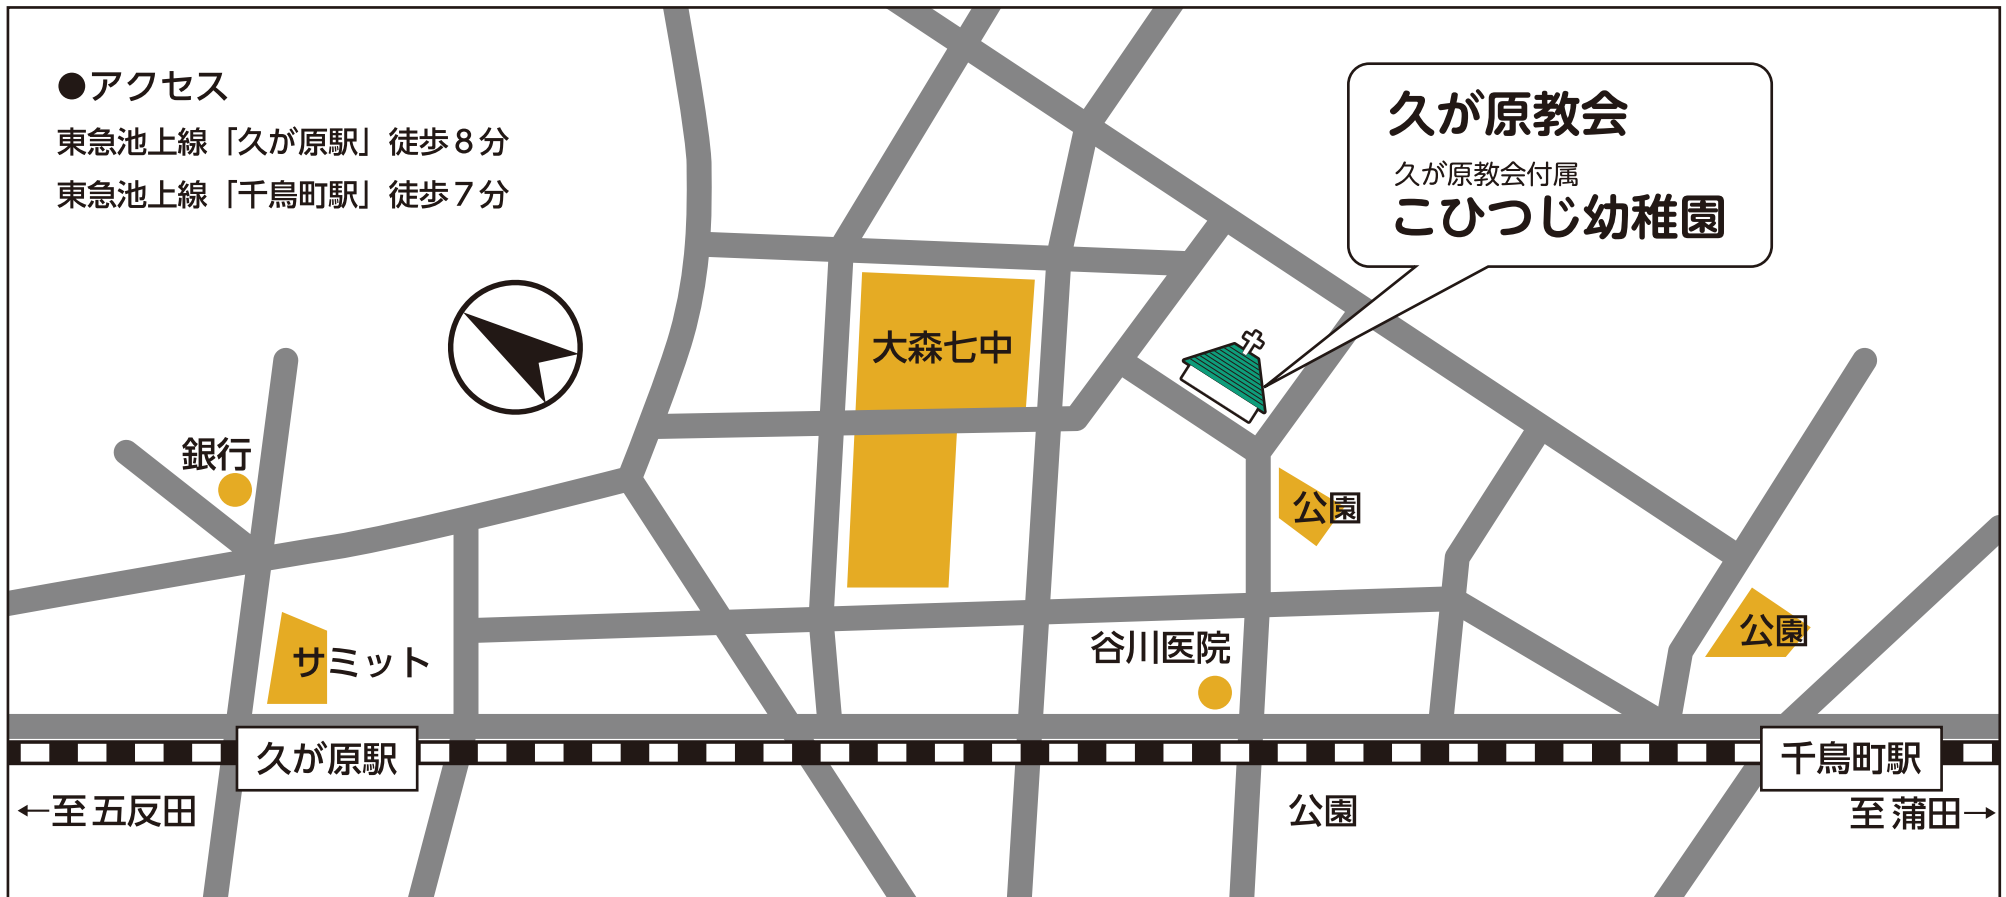 ●アクセス
東急池上線「久が原駅」徒歩8分
東急池上線「千鳥町駅」徒歩7分
久が原教会
久が原教会付属
こひつじ幼稚園
大森七中
銀行
公園
サミット
谷川医院
公園
久が原駅
千鳥町駅
←至 五反田
公園
至 蒲田→